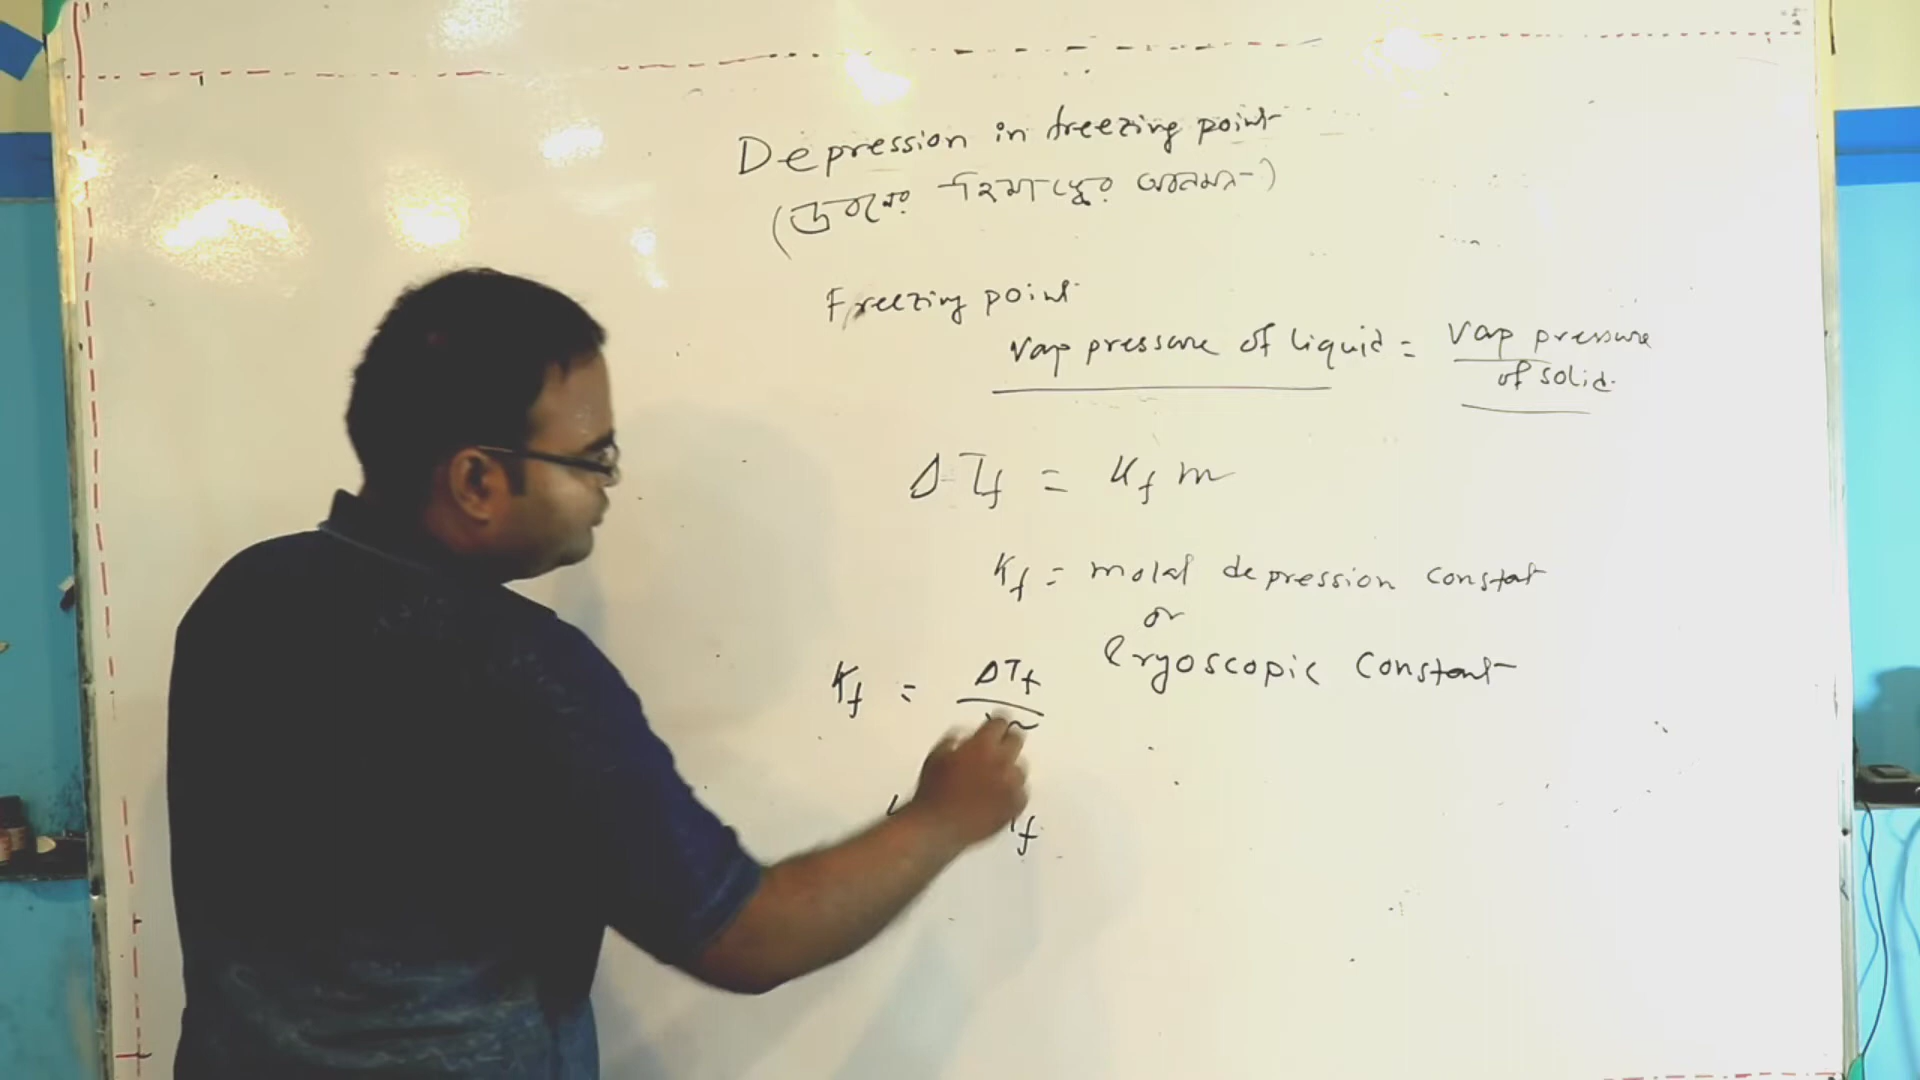 Depression in freezing point
(দ্রবণের হিমাঙ্কের অবনমন)
Freezing point
vap pressure of liquid = vap pressure
of solid.
ΔTf = Kf m
Kf = molal depression constat
or
Cryoscopic Constant
Kf = ΔTf
m
f